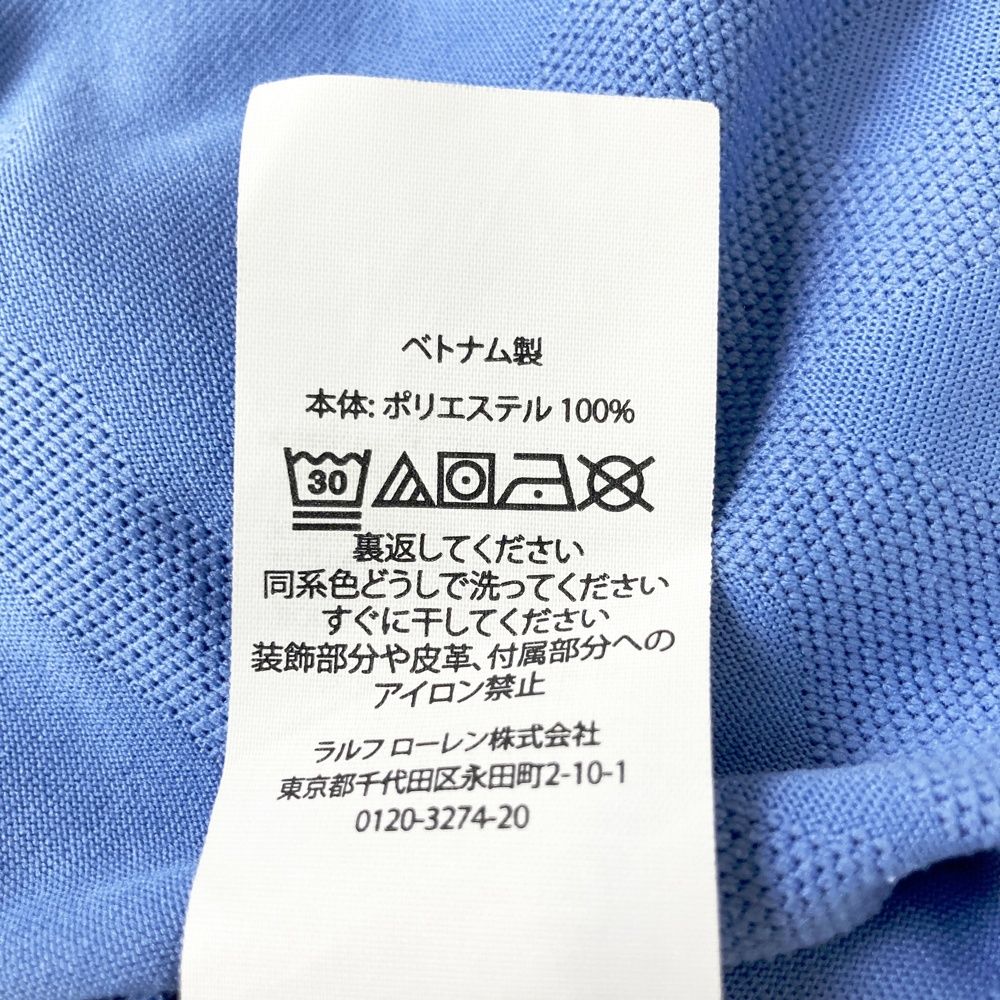 ベトナム製
本体: ポリエステル 100%
30
裏返してください
同系色どうしで洗ってください
すぐに干してください
装飾部分や皮革、付属部分への
アイロン禁止
ラルフ ローレン株式会社
東京都千代田区永田町2-10-1
0120-3274-20